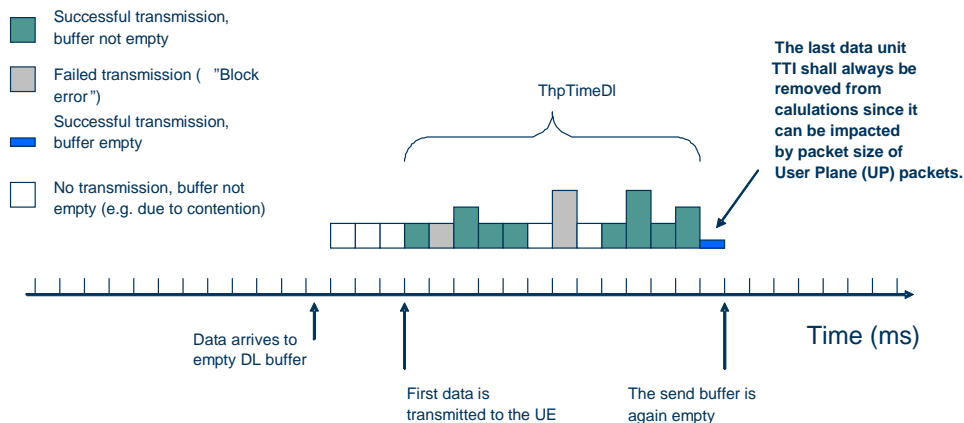 Successful transmission,
buffer not empty
Failed transmission ( "Block
error")
Successful transmission,
buffer empty
No transmission, buffer not
empty (e.g. due to contention)
ThpTimeDl
The last data unit
TTI shall always be
removed from
calulations since it
can be impacted
by packet size of
User Plane (UP) packets.
Time (ms)
Data arrives to
empty DL buffer
First data is
transmitted to the UE
The send buffer is
again empty